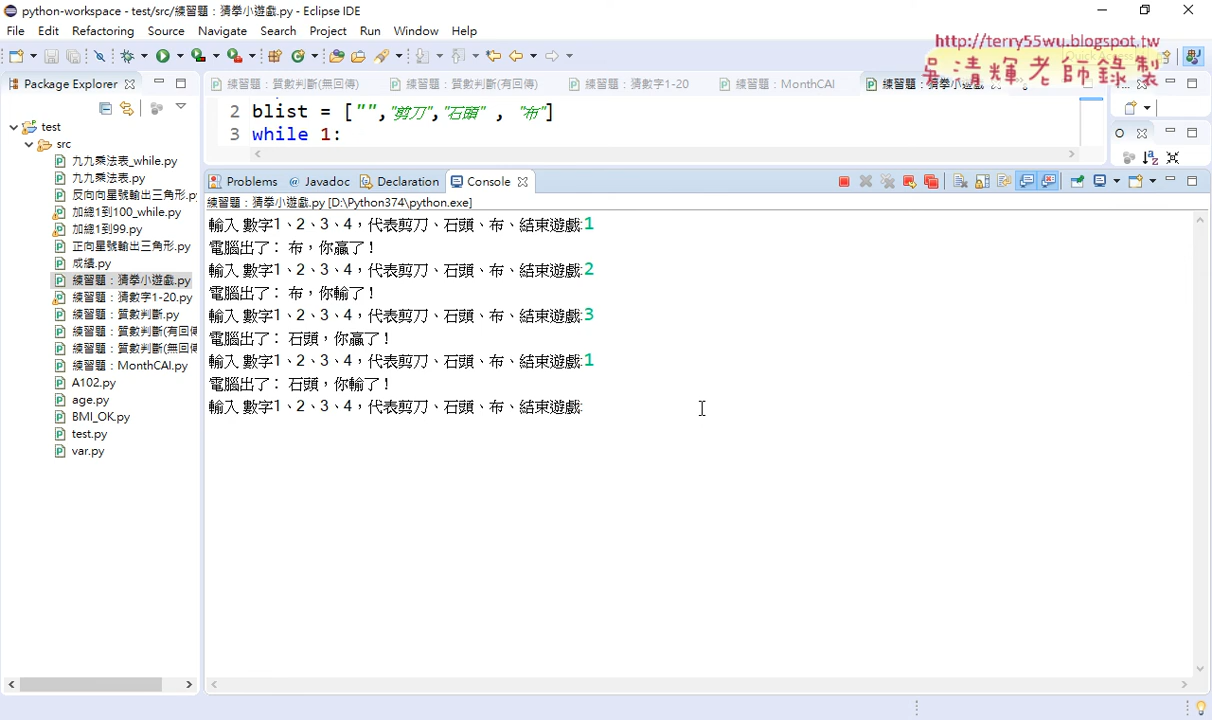 python-workspace - test/src/練習題：猜拳小遊戲.py - Eclipse IDE
File Edit Refactoring Source Navigate Search Project Run Window Help
http://terry55wu.blogspot.tw
吳清輝老師錄製
Package Explorer
練習題：質數判斷(無回傳)
練習題：質數判斷(有回傳)
練習題：猜數字1-20
練習題：MonthCAI
練習題：猜拳小遊戲
2 blist = ["","剪刀","石頭" , "布"]
3 while 1:
test
src
九九乘法表_while.py
九九乘法表.py
反向向星號輸出三角形.py
加總1到100_while.py
加總1到99.py
正向星號輸出三角形.py
成績.py
練習題：猜拳小遊戲.py
練習題：猜數字1-20.py
練習題：質數判斷.py
練習題：質數判斷(有回傳
練習題：質數判斷(無回傳
練習題：MonthCAI.py
A102.py
age.py
BMI_OK.py
test.py
var.py
Problems @ Javadoc Declaration Console
練習題：猜拳小遊戲.py [D:\Python374\python.exe]
輸入 數字1、2、3、4，代表剪刀、石頭、布、結束遊戲:1
電腦出了： 布，你贏了！
輸入 數字1、2、3、4，代表剪刀、石頭、布、結束遊戲:2
電腦出了： 布，你輸了！
輸入 數字1、2、3、4，代表剪刀、石頭、布、結束遊戲:3
電腦出了： 石頭，你贏了！
輸入 數字1、2、3、4，代表剪刀、石頭、布、結束遊戲:1
電腦出了： 石頭，你輸了！
輸入 數字1、2、3、4，代表剪刀、石頭、布、結束遊戲: